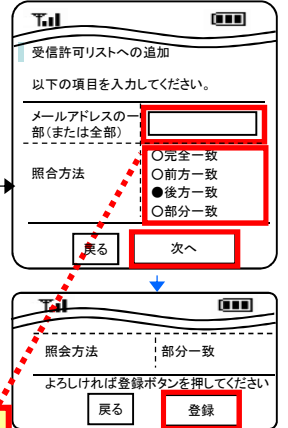 受信許可リストへの追加
以下の項目を入力してください。
メールアドレスの一
部(または全部)
照合方法
○完全一致
○前方一致
●後方一致
○部分一致
戻る
次へ
照会方法
部分一致
よろしければ登録ボタンを押してください
戻る
登録